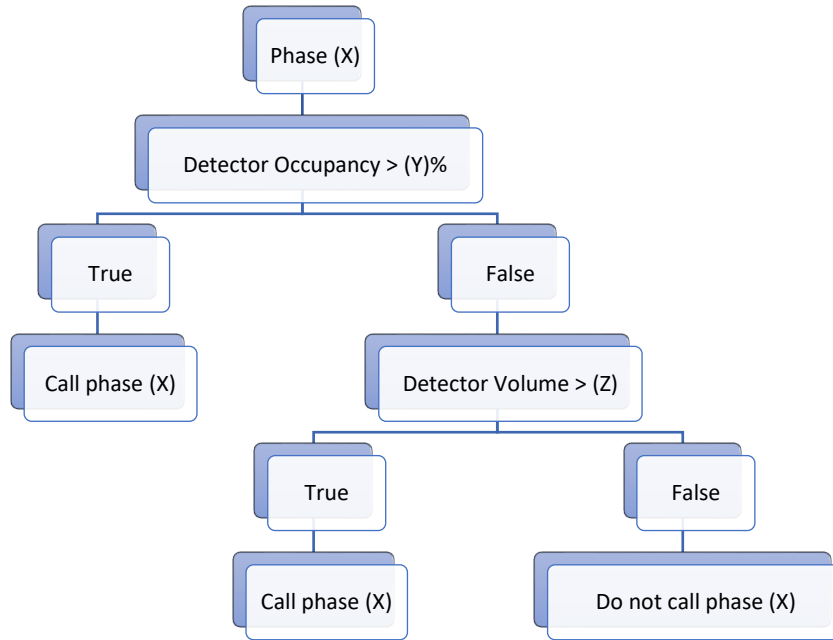 Phase (X)
Detector Occupancy > (Y)%
True
False
Call phase (X)
Detector Volume > (Z)
True
False
Call phase (X)
Do not call phase (X)